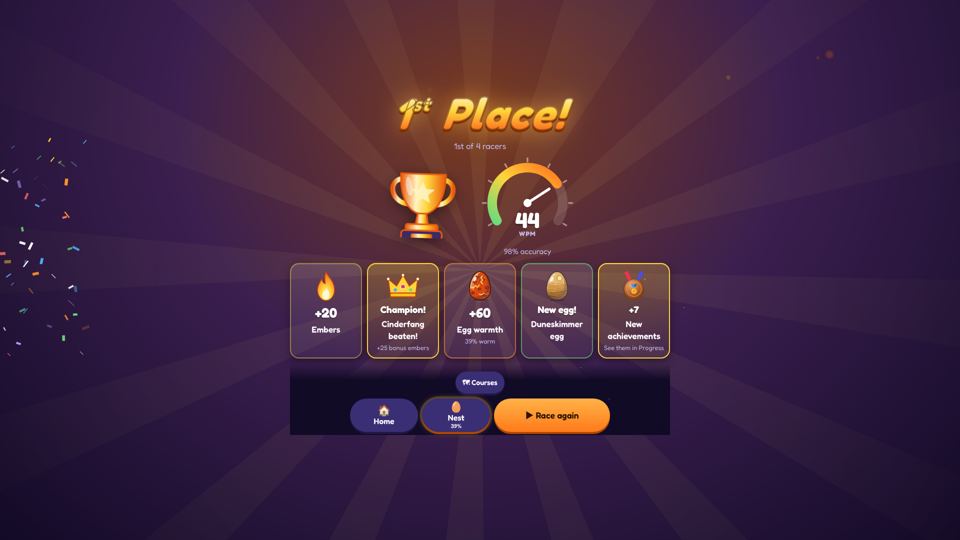 1st Place!
1st of 4 racers
44
WPM
98% accuracy
+20
Embers
Champion!
Cinderfang
beaten!
+25 bonus embers
+60
Egg warmth
39% warm
New egg!
Duneskimmer
egg
+7
New
achievements
See them in Progress
Courses
Home
Nest
39%
Race again